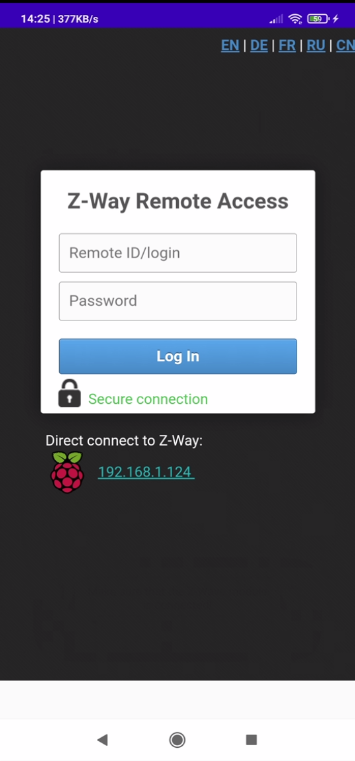 14:25 | 377KB/s 59
EN | DE | FR | RU | CN
Z-Way Remote Access
Remote ID/login
Password
Log In
Secure connection
Direct connect to Z-Way:
192.168.1.124